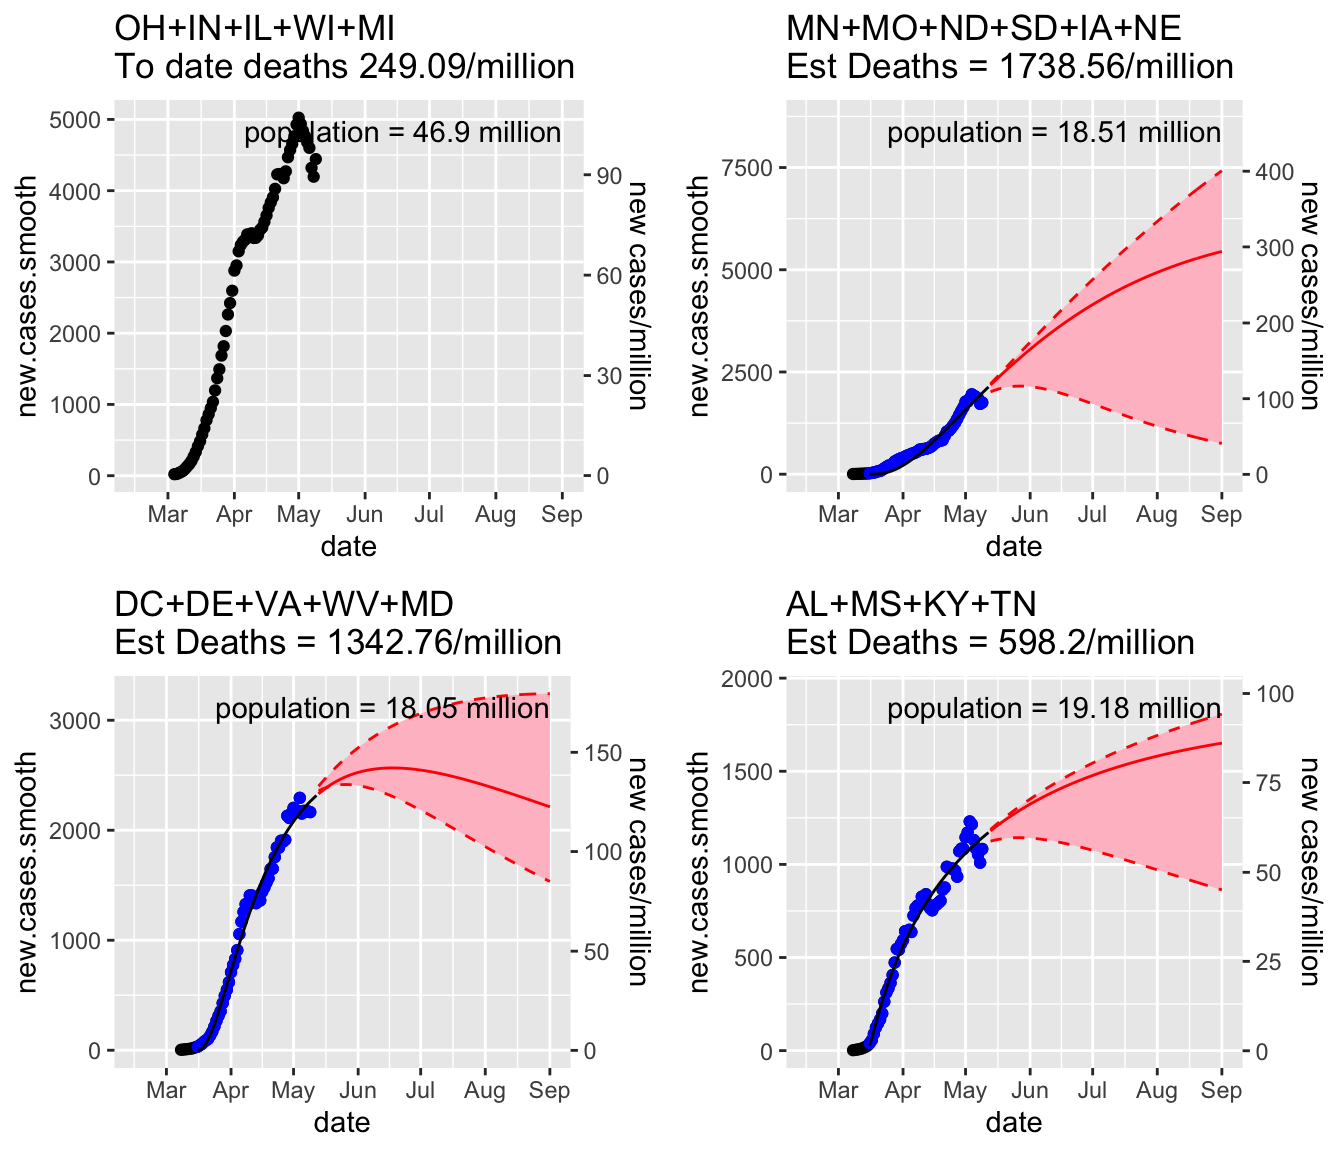 OH+IN+IL+WI+MI
To date deaths 249.09/million
population = 46.9 million
5000
4000
3000
2000
1000
0
90
60
30
0
new.cases.smooth
new cases/million
Mar Apr May Jun Jul Aug Sep
date
MN+MO+ND+SD+IA+NE
Est Deaths = 1738.56/million
population = 18.51 million
7500
5000
2500
0
400
300
200
100
0
new.cases.smooth
new cases/million
Mar Apr May Jun Jul Aug Sep
date
DC+DE+VA+WV+MD
Est Deaths = 1342.76/million
population = 18.05 million
3000
2000
1000
0
150
100
50
0
new.cases.smooth
new cases/million
Mar Apr May Jun Jul Aug Sep
date
AL+MS+KY+TN
Est Deaths = 598.2/million
population = 19.18 million
2000
1500
1000
500
0
100
75
50
25
0
new.cases.smooth
new cases/million
Mar Apr May Jun Jul Aug Sep
date